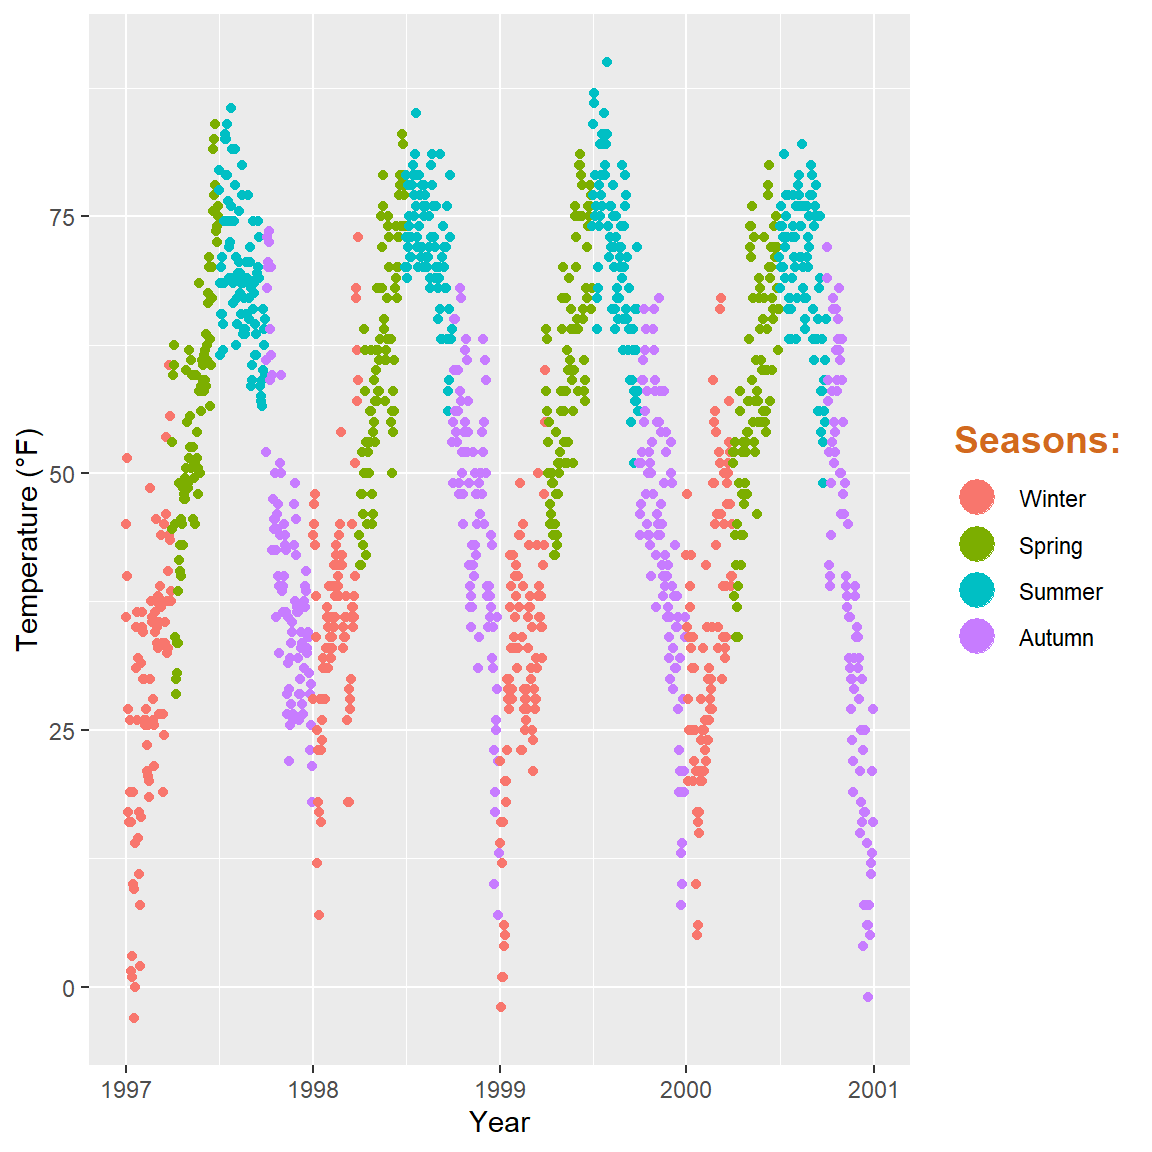 Temperature (°F)
75
50
25
0
1997
1998
1999
2000
2001
Year
Seasons:
Winter
Spring
Summer
Autumn